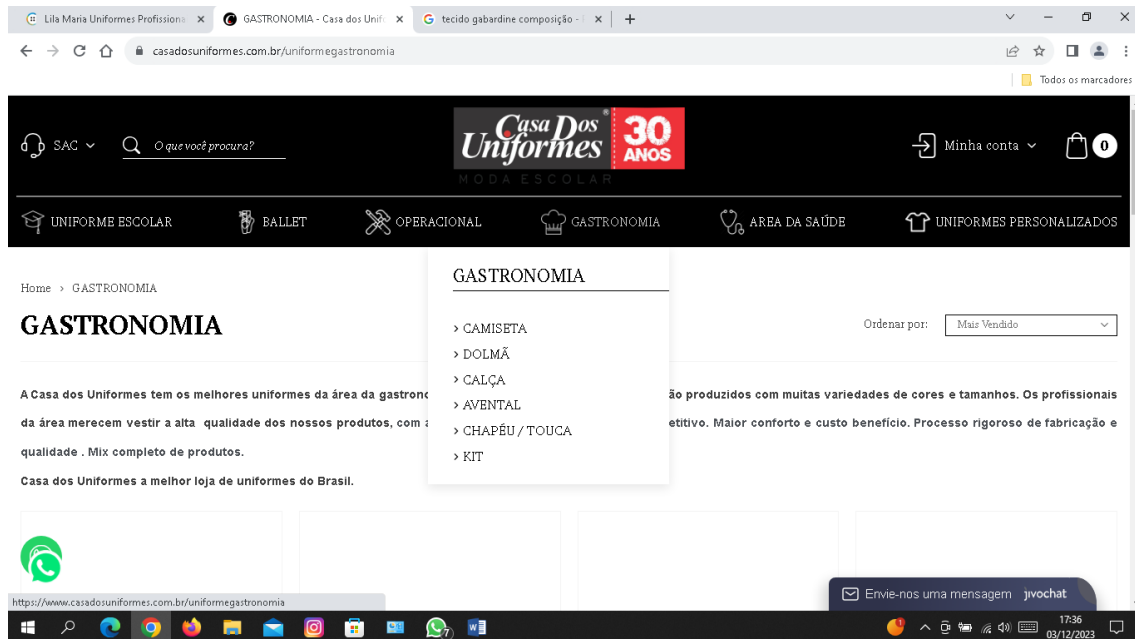 Lila Maria Uniformes Profissiona
GASTRONOMIA - Casa dos Unifo
tecido gabardine composição -
casadosuniformes.com.br/uniformegastronomia
Todos os marcadores
SAC
O que você procura?
Casa Dos Uniformes ®
30 ANOS
MODA ESCOLAR
Minha conta
0
UNIFORME ESCOLAR
BALLET
OPERACIONAL
GASTRONOMIA
AREA DA SAÚDE
UNIFORMES PERSONALIZADOS
Home > GASTRONOMIA
GASTRONOMIA
Ordenar por: Mais Vendido
GASTRONOMIA
> CAMISETA
> DOLMÃ
> CALÇA
> AVENTAL
> CHAPÉU / TOUCA
> KIT
A Casa dos Uniformes tem os melhores uniformes da área da gastrono ão produzidos com muitas variedades de cores e tamanhos. Os profissionais
da área merecem vestir a alta qualidade dos nossos produtos, com a etitivo. Maior conforto e custo benefício. Processo rigoroso de fabricação e
qualidade . Mix completo de produtos.
Casa dos Uniformes a melhor loja de uniformes do Brasil.
https://www.casadosuniformes.com.br/uniformegastronomia
Envie-nos uma mensagem jivochat
7
17:36
03/12/2023